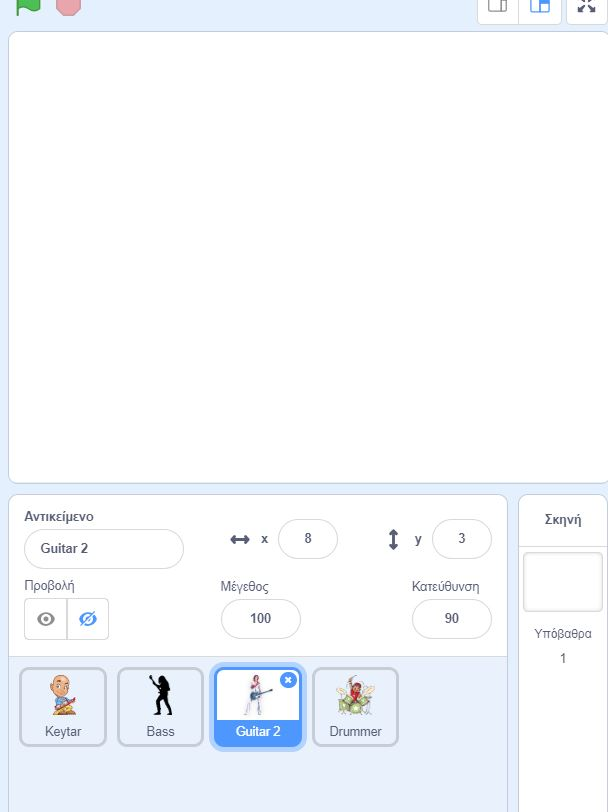 Αντικείμενο
Guitar 2
x
8
y
3
Προβολή
Μέγεθος
100
Κατεύθυνση
90
Σκηνή
Υπόβαθρα
1
Keytar
Bass
Guitar 2
Drummer